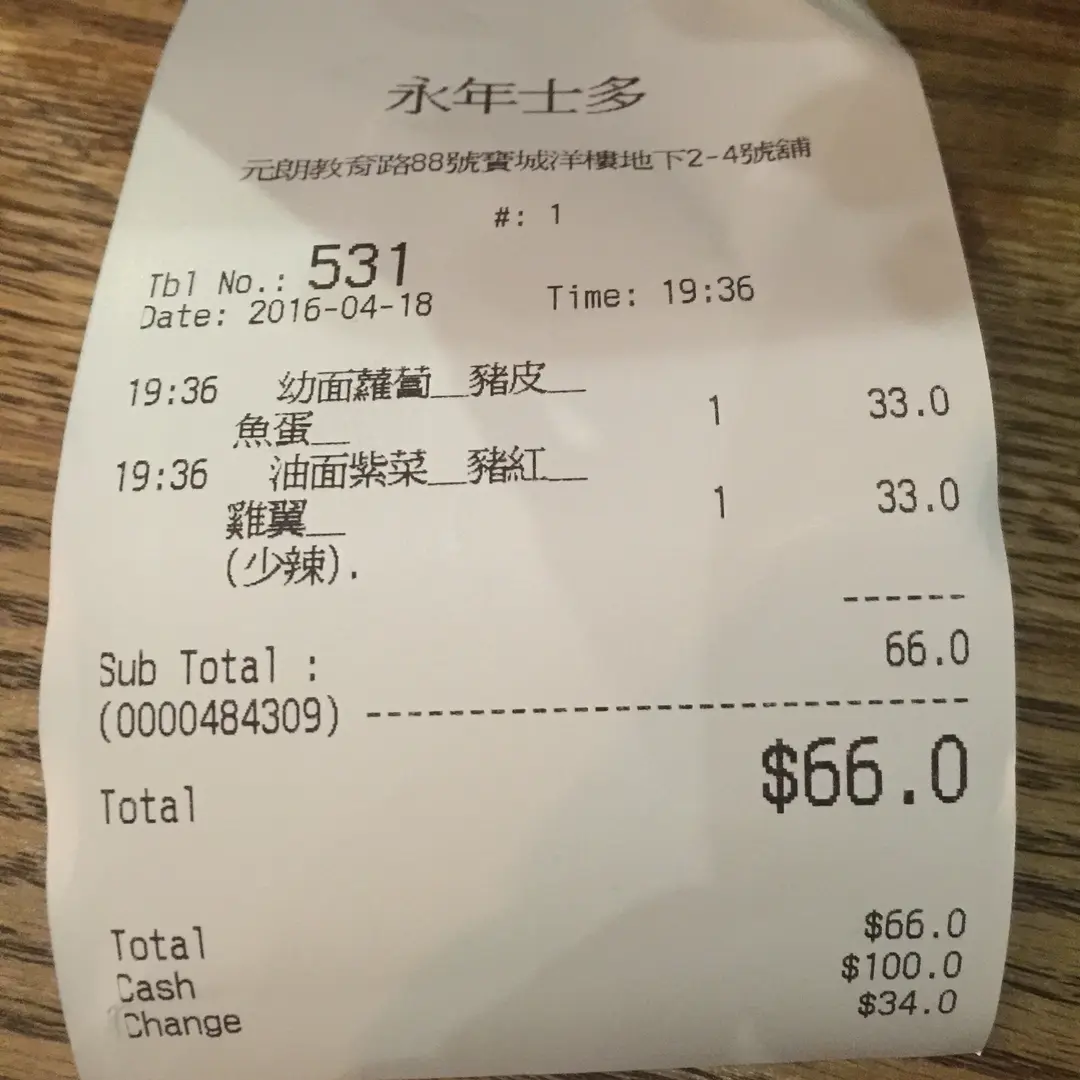 永年士多
元朗教育路88號寶城洋樓地下2-4號舖
#: 1
Tbl No.: 531
Date: 2016-04-18 Time: 19:36
19:36 幼面蘿蔔__豬皮__
魚蛋__ 1 33.0
19:36 油面紫菜__豬紅__
雞翼__ 1 33.0
(少辣).
------
Sub Total : 66.0
(0000484309) ------------------------------
Total $66.0
Total $66.0
Cash $100.0
Change $34.0